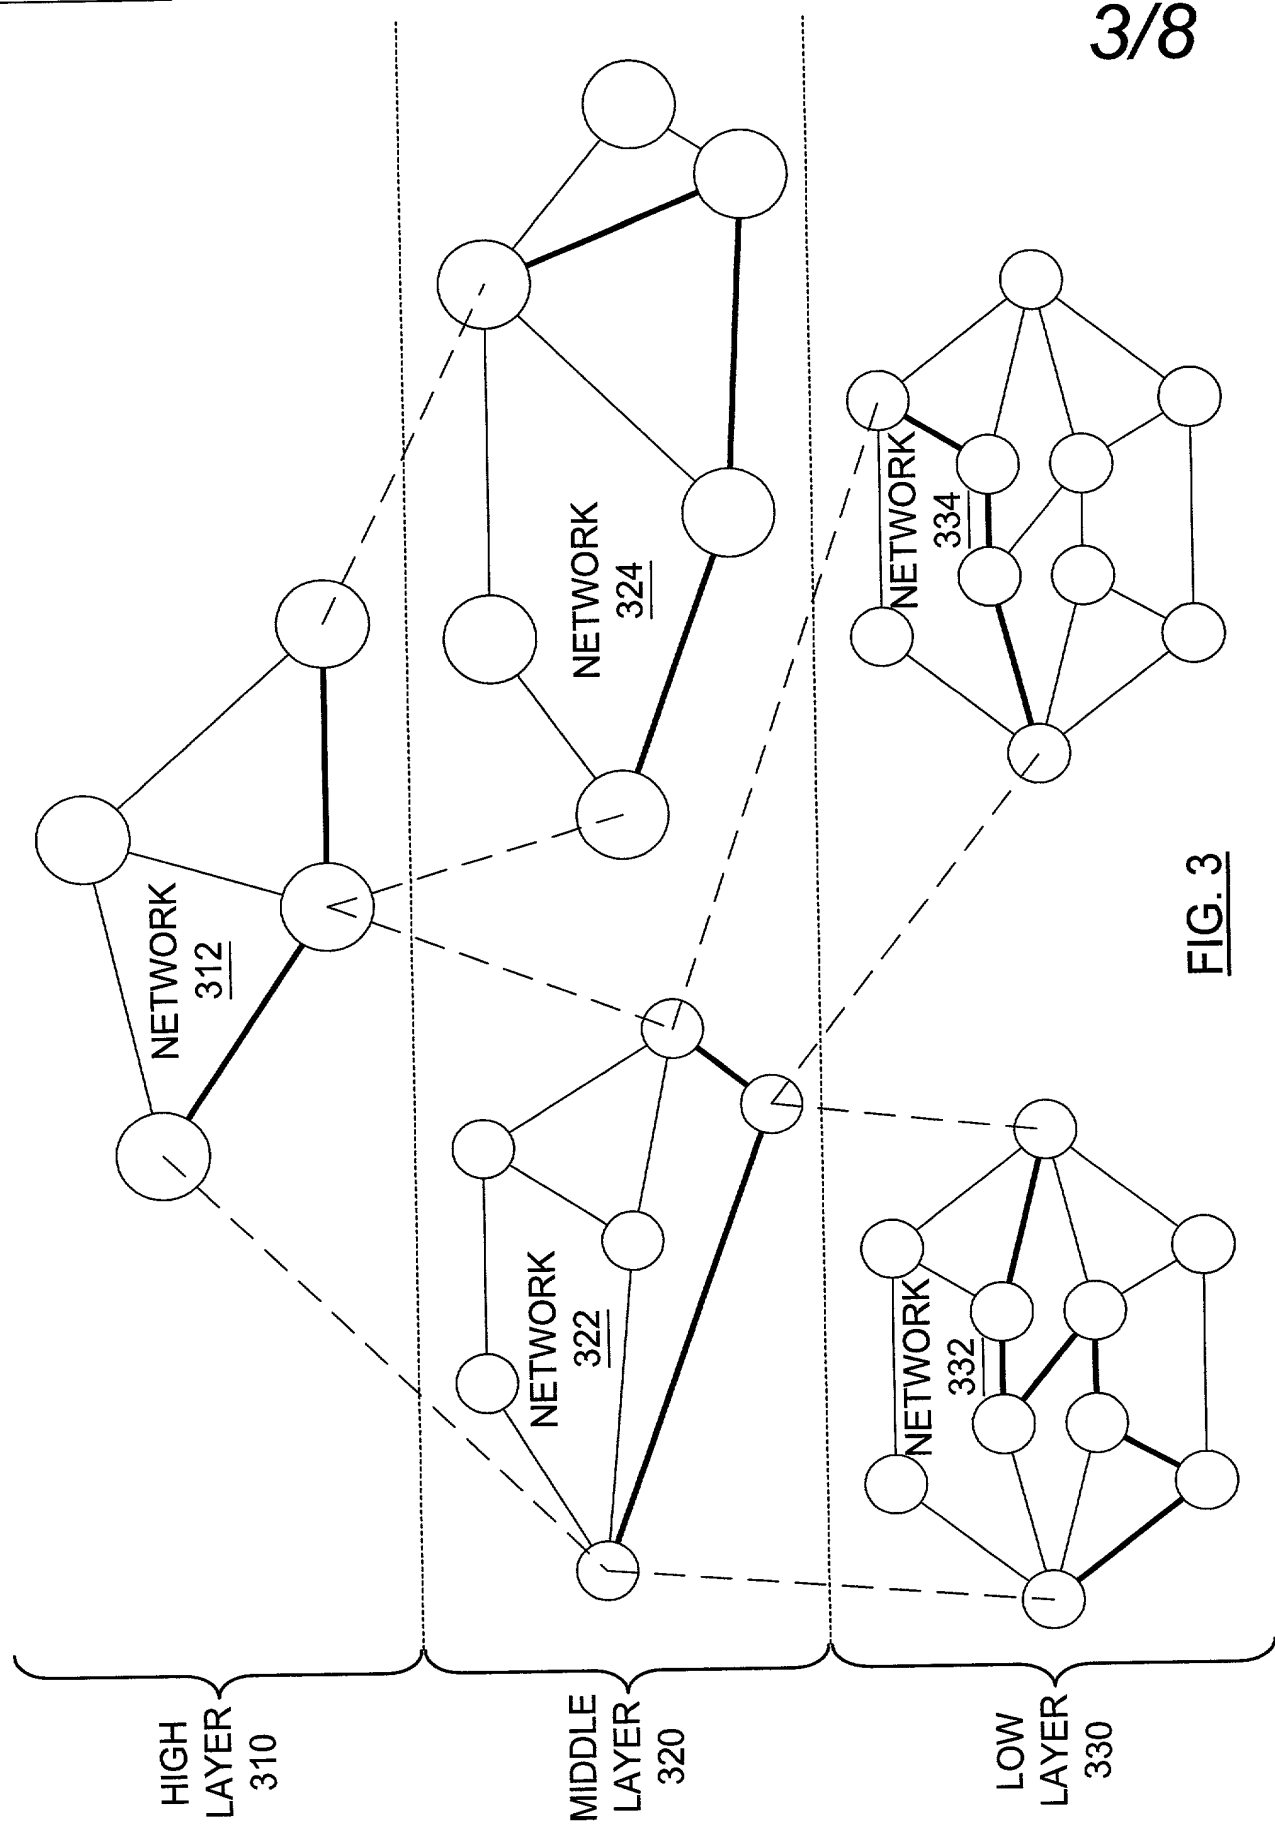 3/8
HIGH
LAYER
310
NETWORK
312
MIDDLE
LAYER
320
NETWORK
322
NETWORK
324
LOW
LAYER
330
NETWORK
332
NETWORK
334
FIG. 3